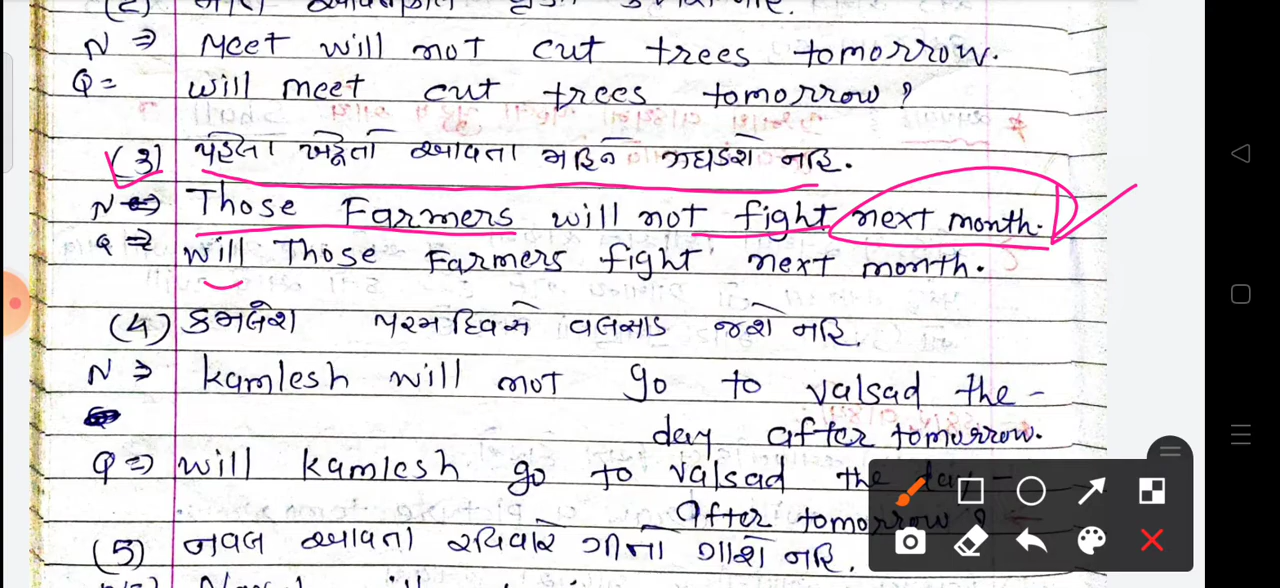 N ⇒ Meet will not cut trees tomorrow.
Q = will meet cut trees tomorrow?
(3) પેલા ખેડૂતો આવતા મહિને ઝઘડશે નહિ.
N ⇒ Those Farmers will not fight next month.
Q ⇒ will Those Farmers fight next month.
(4) કમલેશ પરમદિવસે વલસાડ જશે નહિ.
N ⇒ kamlesh will not go to valsad the -
day after tomorrow.
Q ⇒ will kamlesh go to valsad the day -
after tomorrow?
(5) નવલ આવતા રવિવારે ગીતો ગાશે નહિ.